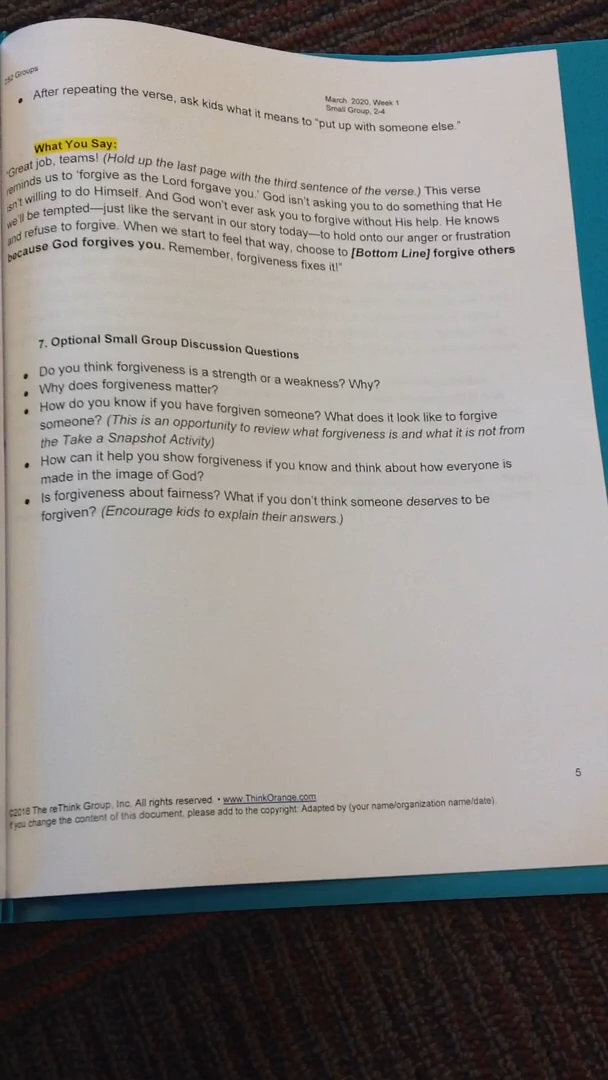 252 Groups
March 2020, Week 1
Small Group, 2-4
• After repeating the verse, ask kids what it means to “put up with someone else.”
What You Say:
“Great job, teams! (Hold up the last page with the third sentence of the verse.) This verse
reminds us to ‘forgive as the Lord forgave you.’ God isn’t asking you to do something that He
isn’t willing to do Himself. And God won’t ever ask you to forgive without His help. He knows
we’ll be tempted—just like the servant in our story today—to hold onto our anger or frustration
and refuse to forgive. When we start to feel that way, choose to [Bottom Line] forgive others
because God forgives you. Remember, forgiveness fixes it!”
7. Optional Small Group Discussion Questions
• Do you think forgiveness is a strength or a weakness? Why?
• Why does forgiveness matter?
• How do you know if you have forgiven someone? What does it look like to forgive
someone? (This is an opportunity to review what forgiveness is and what it is not from
the Take a Snapshot Activity)
• How can it help you show forgiveness if you know and think about how everyone is
made in the image of God?
• Is forgiveness about fairness? What if you don’t think someone deserves to be
forgiven? (Encourage kids to explain their answers.)
5
©2018 The reThink Group, Inc. All rights reserved. • www.ThinkOrange.com
If you change the content of this document, please add to the copyright: Adapted by (your name/organization name/date).